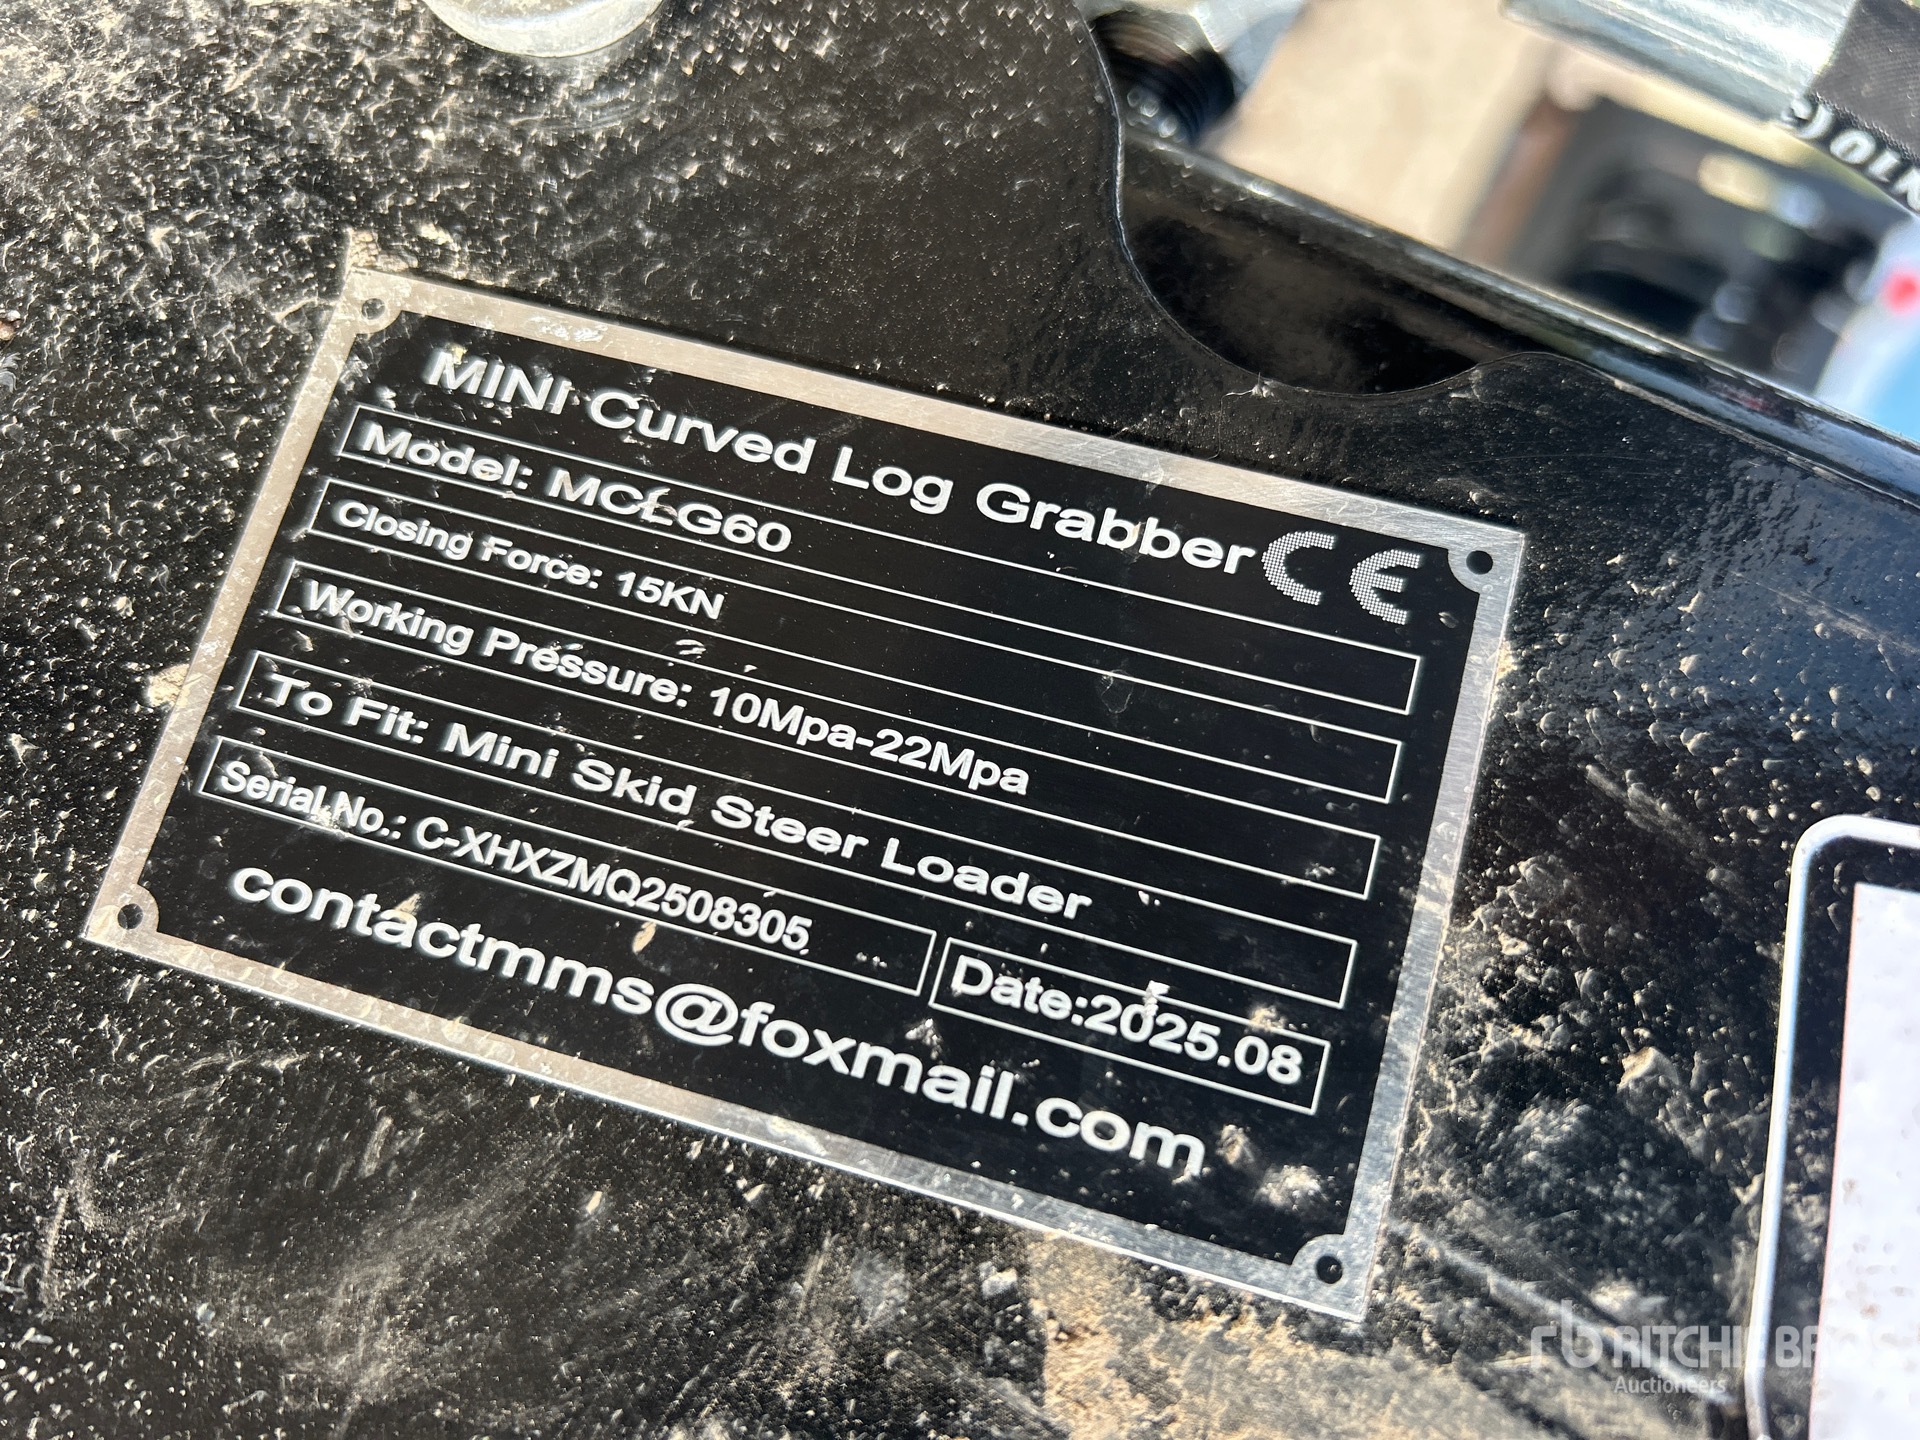 MINI Curved Log Grabber CE
Model: MCLG60
Closing Force: 15KN
Working Pressure: 10Mpa-22Mpa
To Fit: Mini Skid Steer Loader
Serial No.: C-XHXZMQ2508305
Date:2025.08
contactmms@foxmail.com
rb RITCHIE BROS
Auctioneers